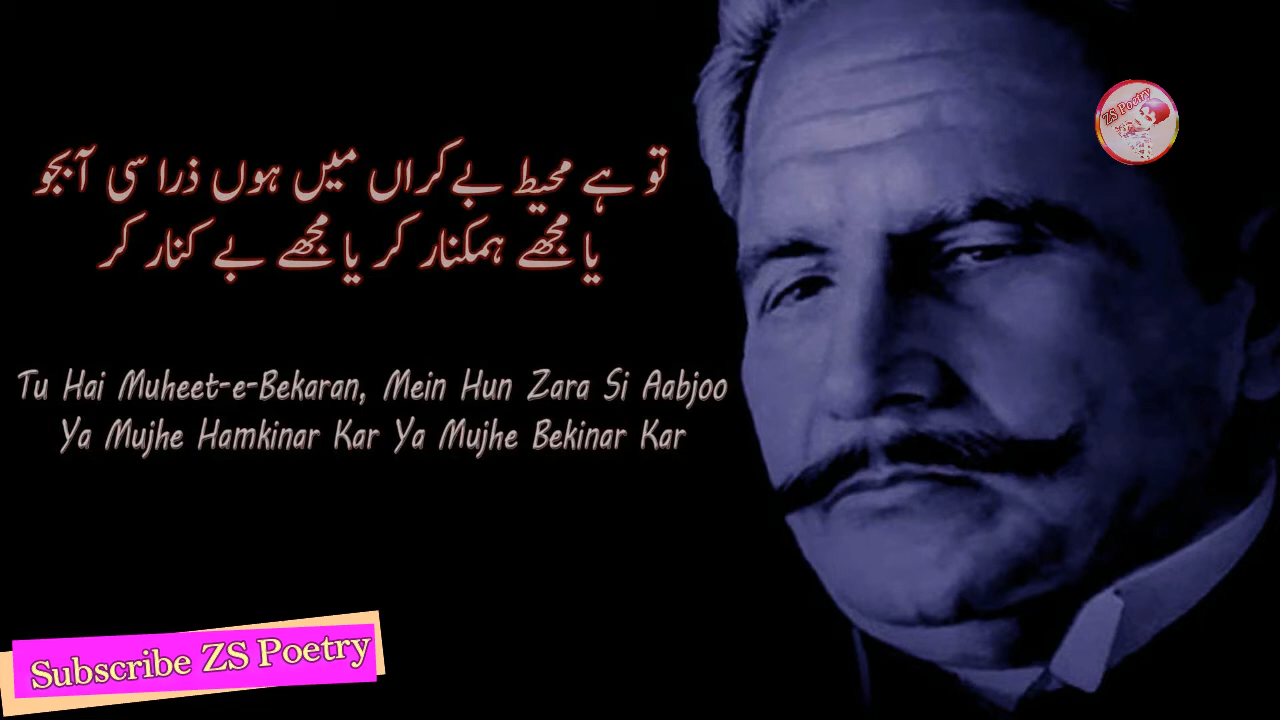 تو ہے محیط بے کراں میں ہوں ذرا سی آبجو
یا مجھے ہمکنار کر یا مجھے بے کنار کر
Tu Hai Muheet-e-Bekaran, Mein Hun Zara Si Aabjoo
Ya Mujhe Hamkinar Kar Ya Mujhe Bekinar Kar
ZS Poetry
Subscribe ZS Poetry